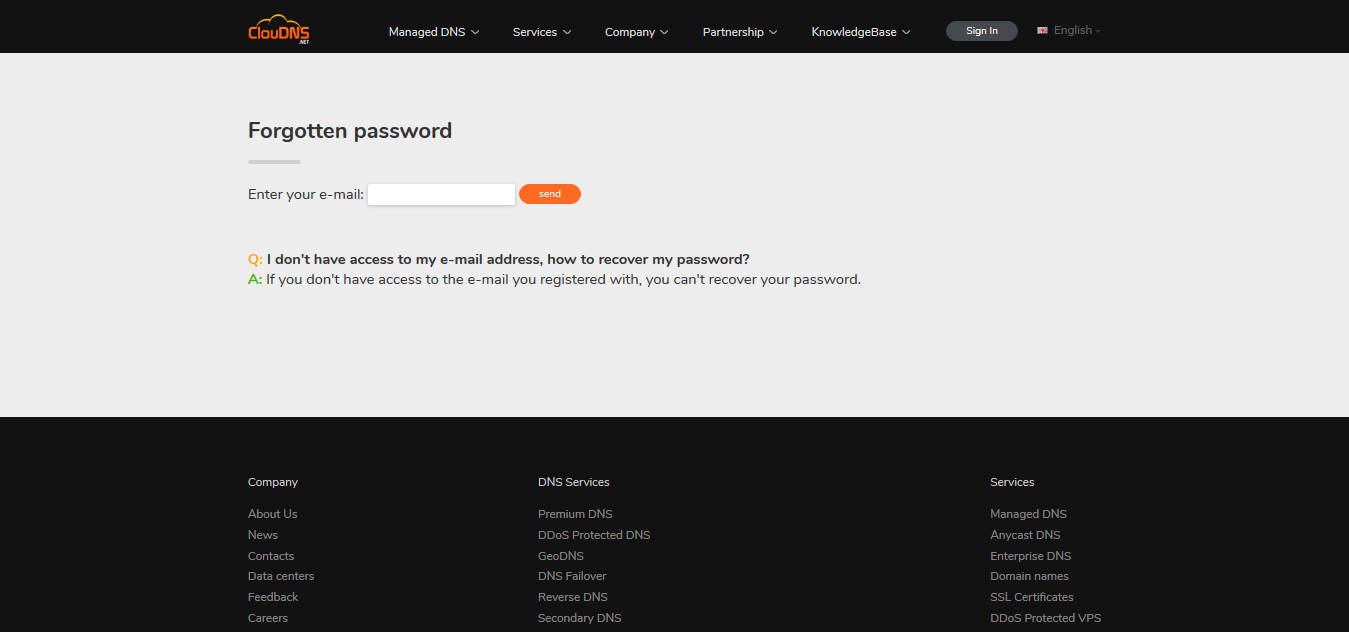 ClouDNS
.NET
Managed DNS
Services
Company
Partnership
KnowledgeBase
Sign In
English
Forgotten password
Enter your e-mail:
send
Q: I don't have access to my e-mail address, how to recover my password?
A: If you don't have access to the e-mail you registered with, you can't recover your password.
Company
About Us
News
Contacts
Data centers
Feedback
Careers
DNS Services
Premium DNS
DDoS Protected DNS
GeoDNS
DNS Failover
Reverse DNS
Secondary DNS
Services
Managed DNS
Anycast DNS
Enterprise DNS
Domain names
SSL Certificates
DDoS Protected VPS